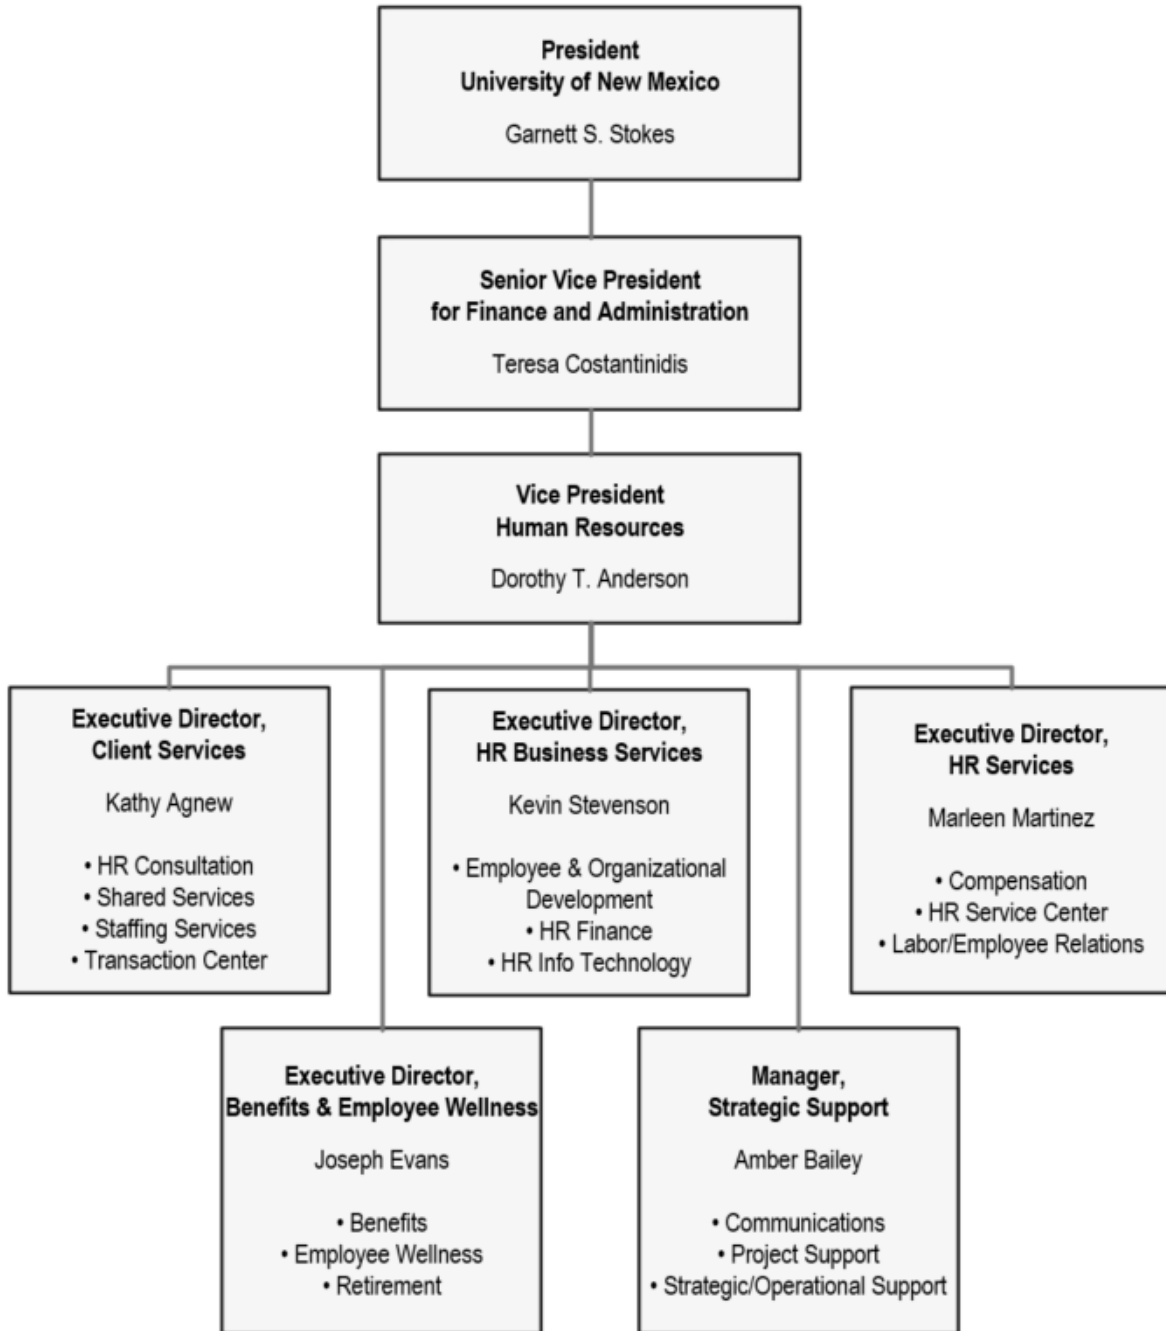 President
University of New Mexico
Garnett S. Stokes
Senior Vice President
for Finance and Administration
Teresa Costantinidis
Vice President
Human Resources
Dorothy T. Anderson
Executive Director,
Client Services
Kathy Agnew
• HR Consultation
• Shared Services
• Staffing Services
• Transaction Center
Executive Director,
HR Business Services
Kevin Stevenson
• Employee & Organizational
Development
• HR Finance
• HR Info Technology
Executive Director,
HR Services
Marleen Martinez
• Compensation
• HR Service Center
• Labor/Employee Relations
Executive Director,
Benefits & Employee Wellness
Joseph Evans
• Benefits
• Employee Wellness
• Retirement
Manager,
Strategic Support
Amber Bailey
• Communications
• Project Support
• Strategic/Operational Support